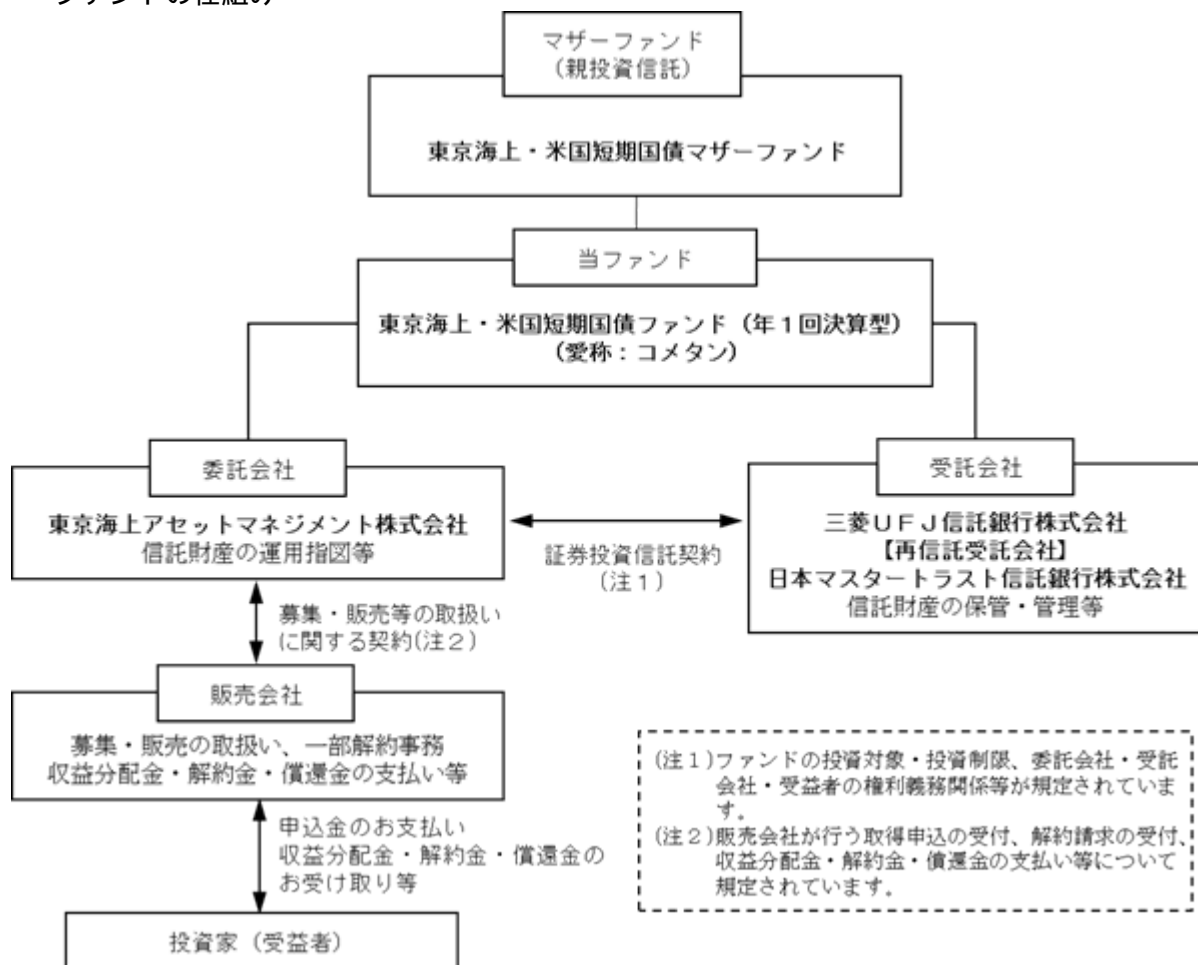 ファンドの仕組み
マザーファンド
（親投資信託）
東京海上・米国短期国債マザーファンド
当ファンド
東京海上・米国短期国債ファンド（年１回決算型）
（愛称：コメタン）
委託会社
東京海上アセットマネジメント株式会社
信託財産の運用指図等
証券投資信託契約
(注１)
受託会社
三菱ＵＦＪ信託銀行株式会社
【再信託受託会社】
日本マスタートラスト信託銀行株式会社
信託財産の保管・管理等
募集・販売等の取扱い
に関する契約(注２)
販売会社
募集・販売の取扱い、一部解約事務
収益分配金・解約金・償還金の支払い等
申込金のお支払い
収益分配金・解約金・償還金の
お受け取り等
投資家（受益者）
(注１)ファンドの投資対象・投資制限、委託会社・受託
会社・受益者の権利義務関係等が規定されていま
す。
(注２)販売会社が行う取得申込の受付、解約請求の受付、
収益分配金・解約金・償還金の支払い等について
規定されています。